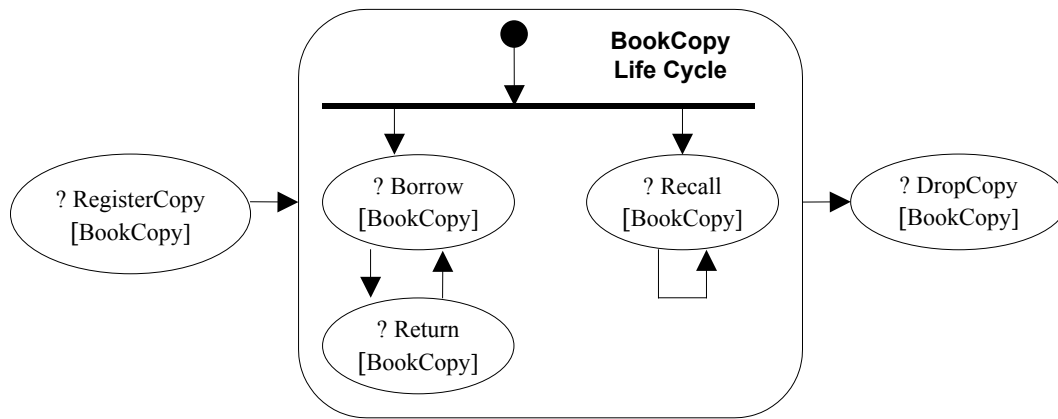 BookCopy
Life Cycle
? RegisterCopy
[BookCopy]
? Borrow
[BookCopy]
? Return
[BookCopy]
? Recall
[BookCopy]
? DropCopy
[BookCopy]